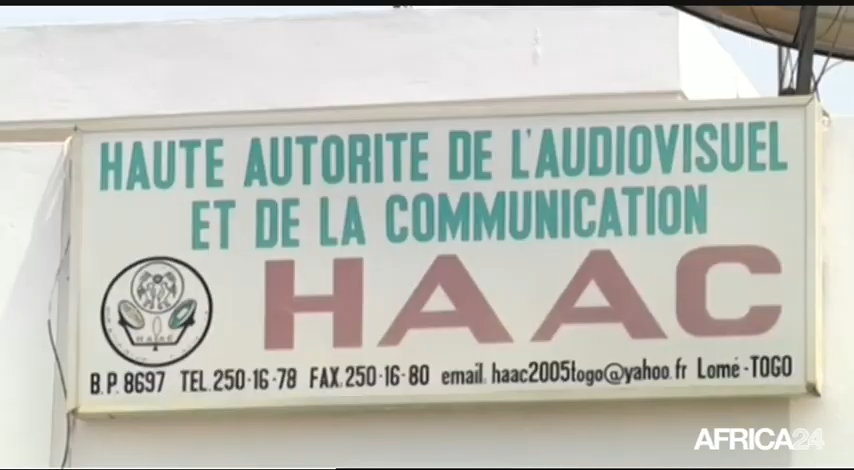 HAUTE AUTORITE DE L'AUDIOVISUEL
ET DE LA COMMUNICATION
HAAC
HAAC
B.P. 8697 TEL. 250-16-78 FAX. 250-16-80 email. haac2005togo@yahoo.fr Lomé-TOGO
AFRICA24